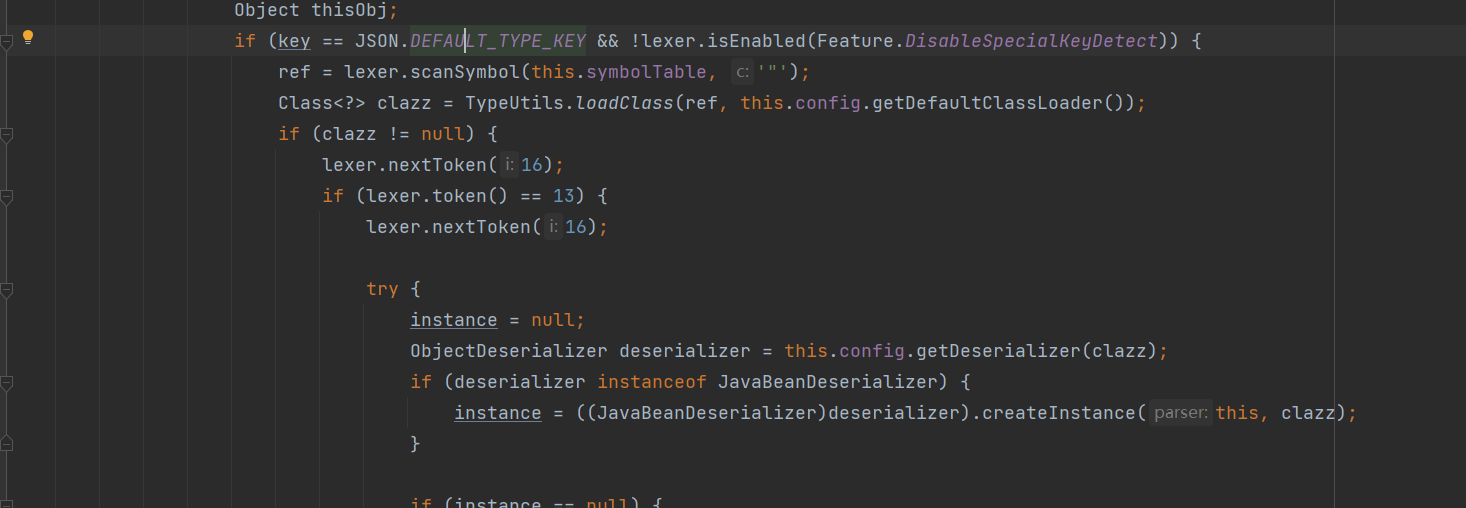 Object thisObj;
if (key == JSON.DEFAULT_TYPE_KEY && !lexer.isEnabled(Feature.DisableSpecialKeyDetect)) {
ref = lexer.scanSymbol(this.symbolTable, c: '"');
Class<?> clazz = TypeUtils.loadClass(ref, this.config.getDefaultClassLoader());
if (clazz != null) {
lexer.nextToken( i: 16);
if (lexer.token() == 13) {
lexer.nextToken( i: 16);
try {
instance = null;
ObjectDeserializer deserializer = this.config.getDeserializer(clazz);
if (deserializer instanceof JavaBeanDeserializer) {
instance = ((JavaBeanDeserializer)deserializer).createInstance( parser: this, clazz);
}
if (instance == null) {